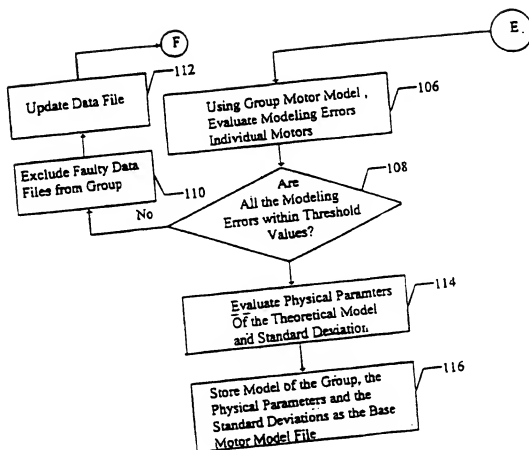 F
E.
112
Update Data File
Using Group Motor Model ,
Evaluate Modeling Errors
Individual Motors
106
Exclude Faulty Data
Files from Group
110
No
Are
All the Modeling
Errors within Threshold
Values?
108
Evaluate Physical Paramters
Of the Theoretical Model
and Standard Deviation
114
Store Model of the Group, the
Physical Parameters and the
Standard Deviations as the Base
Motor Model File
116